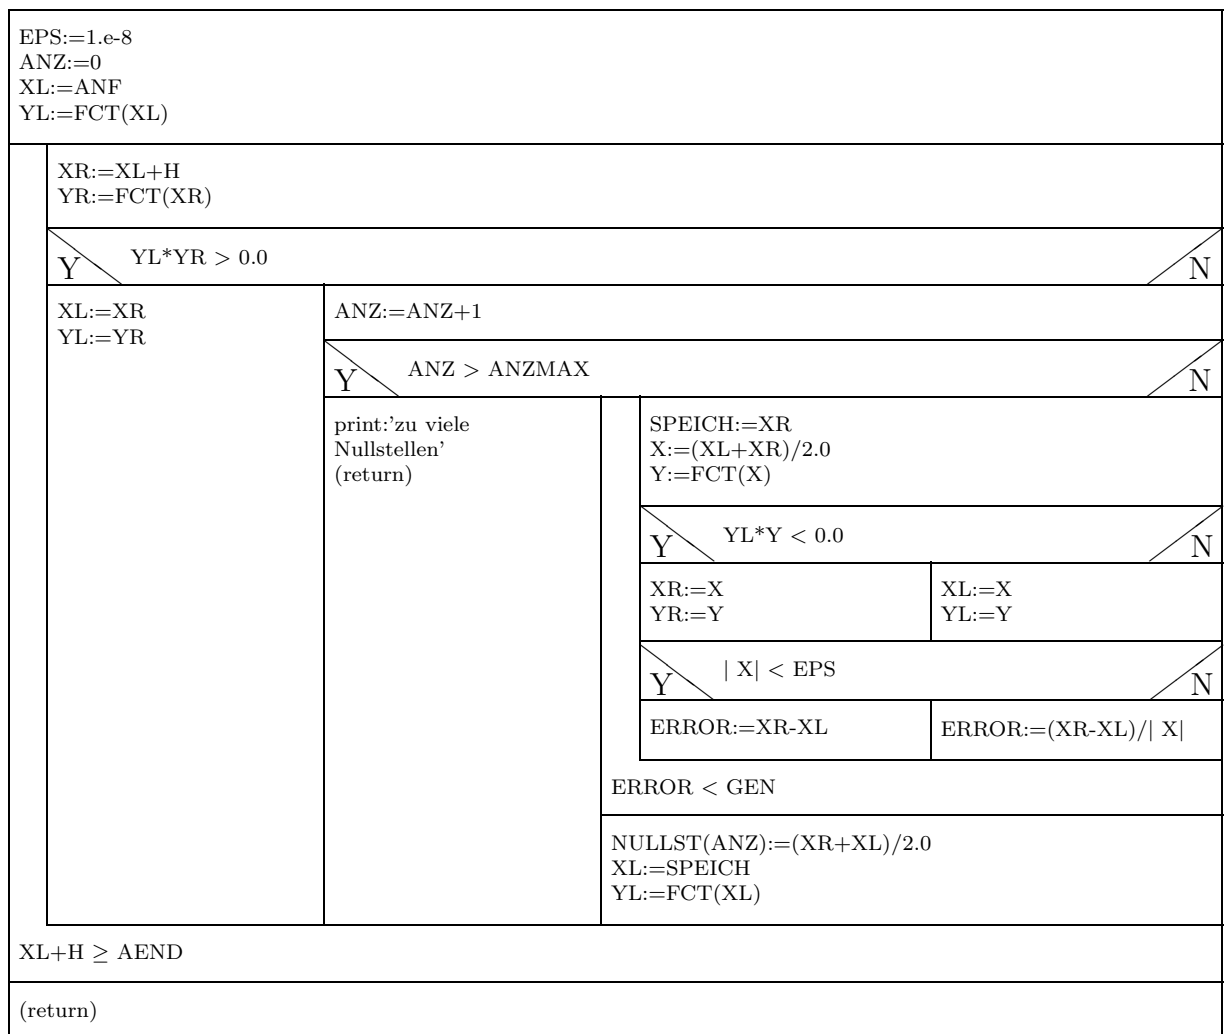 EPS:=1.e-8
ANZ:=0
XL:=ANF
YL:=FCT(XL)
XR:=XL+H
YR:=FCT(XR)
Y YL*YR > 0.0 N
XL:=XR
YL:=YR
ANZ:=ANZ+1
Y ANZ > ANZMAX N
print:'zu viele
Nullstellen'
(return)
SPEICH:=XR
X:=(XL+XR)/2.0
Y:=FCT(X)
Y YL*Y < 0.0 N
XR:=X
YR:=Y
XL:=X
YL:=Y
Y | X| < EPS N
ERROR:=XR-XL
ERROR:=(XR-XL)/| X|
ERROR < GEN
NULLST(ANZ):=(XR+XL)/2.0
XL:=SPEICH
YL:=FCT(XL)
XL+H ≥ AEND
(return)